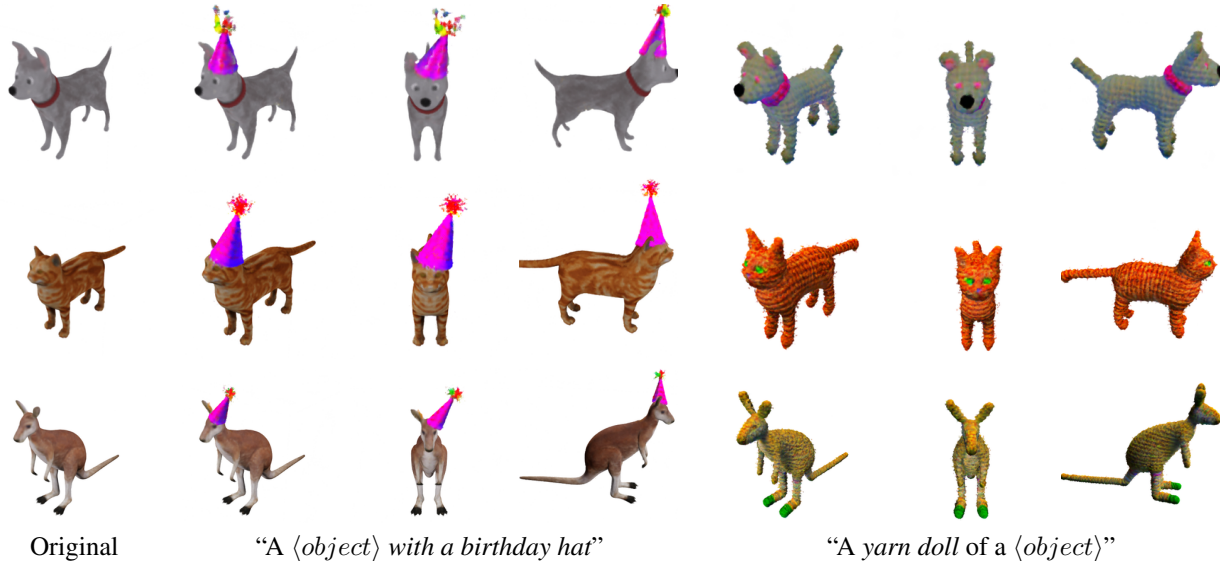 Original
“A ⟨object⟩ with a birthday hat”
“A yarn doll of a ⟨object⟩”